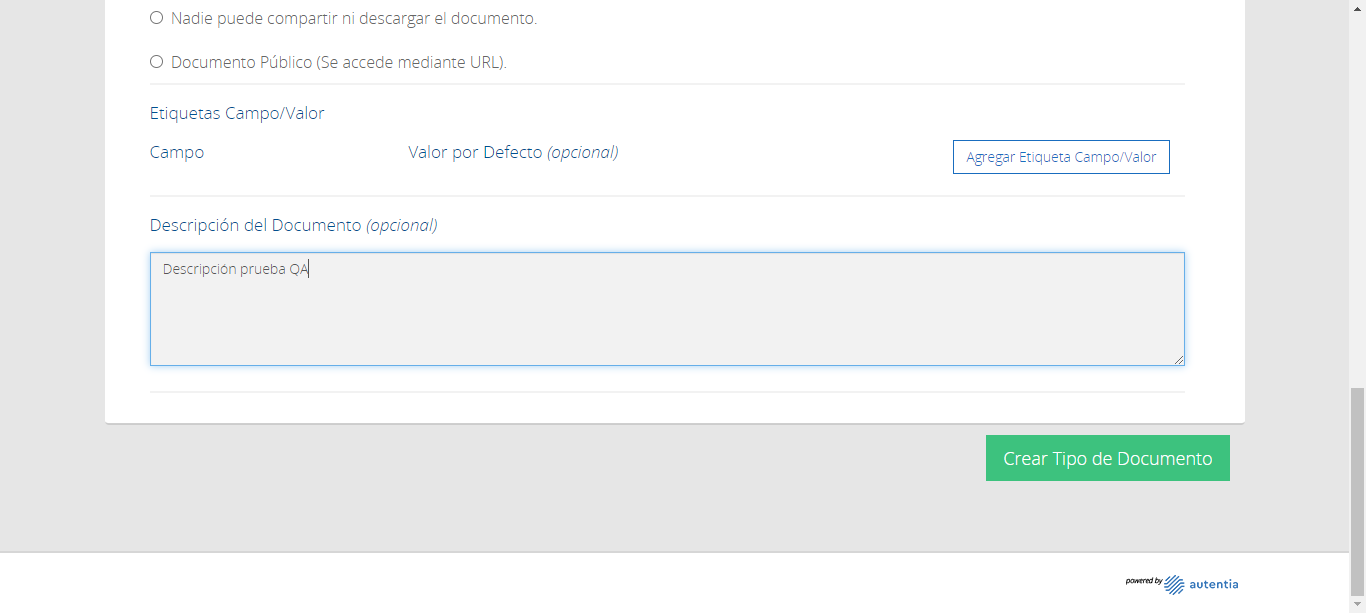 Nadie puede compartir ni descargar el documento.
Documento Público (Se accede mediante URL).
Etiquetas Campo/Valor
Campo Valor por Defecto (opcional) Agregar Etiqueta Campo/Valor
Descripción del Documento (opcional)
Descripción prueba QA
Crear Tipo de Documento
powered by autentia